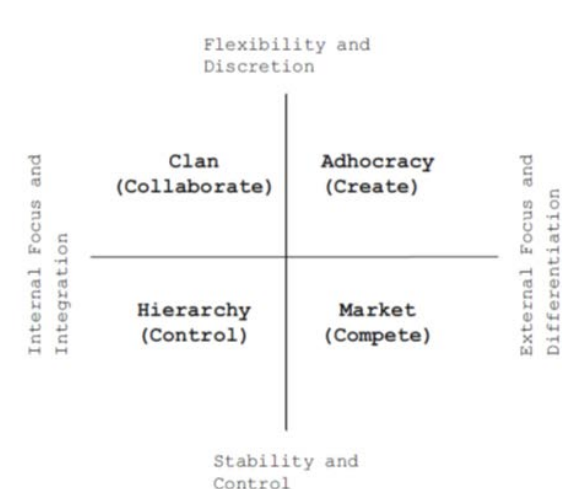 Flexibility and
Discretion
Internal Focus and
Integration
Clan
(Collaborate)
Adhocracy
(Create)
External Focus and
Differentiation
Hierarchy
(Control)
Market
(Compete)
Stability and
Control